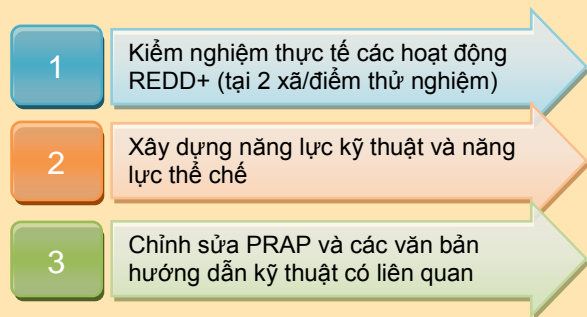 1
Kiểm nghiệm thực tế các hoạt động
REDD+ (tại 2 xã/điểm thử nghiệm)
2
Xây dựng năng lực kỹ thuật và năng
lực thể chế
3
Chỉnh sửa PRAP và các văn bản
hướng dẫn kỹ thuật có liên quan